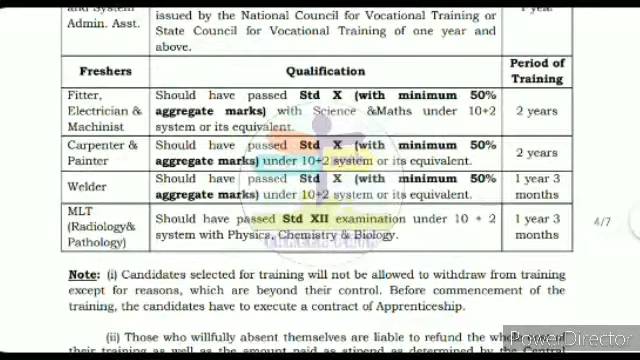 and System
Admin. Asst.
issued by the National Council for Vocational Training or
State Council for Vocational Training of one year and
above.
1 year
Freshers
Qualification
Period of
Training
Fitter,
Electrician &
Machinist
Should have passed Std X (with minimum 50%
aggregate marks) with Science &Maths under 10+2
system or its equivalent.
2 years
Carpenter &
Painter
Should have passed Std X (with minimum 50%
aggregate marks) under 10+2 system or its equivalent.
2 years
Welder
Should have passed Std X (with minimum 50%
aggregate marks) under 10+2 system or its equivalent.
1 year 3
months
MLT
(Radiology&
Pathology)
Should have passed Std XII examination under 10 + 2
system with Physics, Chemistry & Biology.
1 year 3
months
4/7
Note: (i) Candidates selected for training will not be allowed to withdraw from training
except for reasons, which are beyond their control. Before commencement of the
training, the candidates have to execute a contract of Apprenticeship.
(ii) Those who willfully absent themselves are liable to refund the whole cost of
their training as well as the amount paid as stipend as determined by the Central
PowerDirector